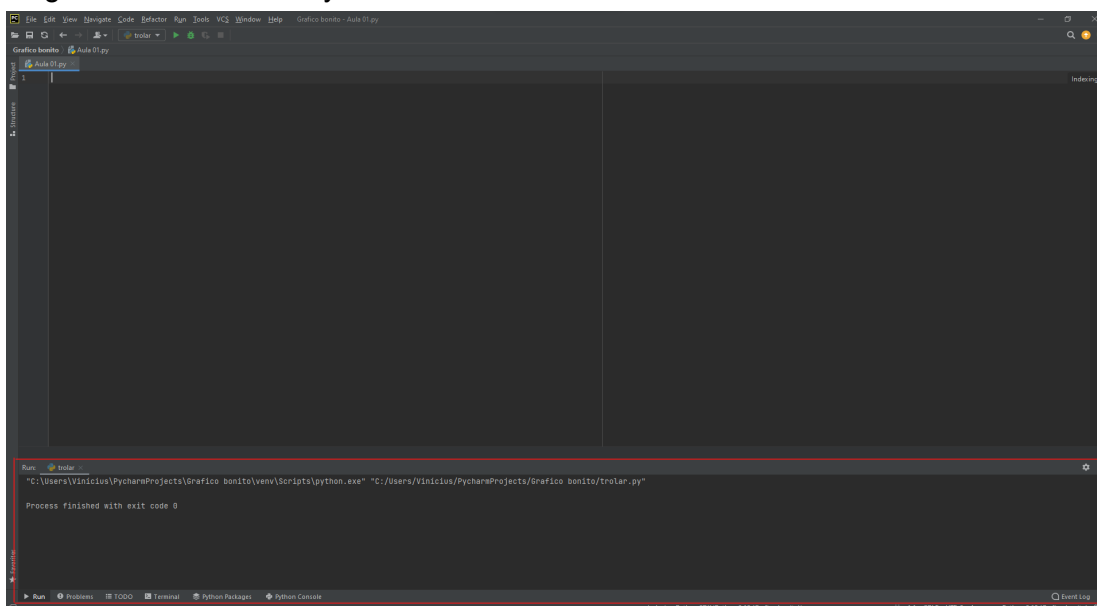 File Edit View Navigate Code Refactor Run Tools VCS Window Help Grafico bonito - Aula 01.py
trolar
Grafico bonito Aula 01.py
Project
Aula 01.py
1
Indexing
Structure
Run: trolar
"C:\Users\Vinicius\PycharmProjects\Grafico bonito\venv\Scripts\python.exe" "C:/Users/Vinicius/PycharmProjects/Grafico bonito/trolar.py"
Process finished with exit code 0
Favorites
Run Problems TODO Terminal Python Packages Python Console Event Log